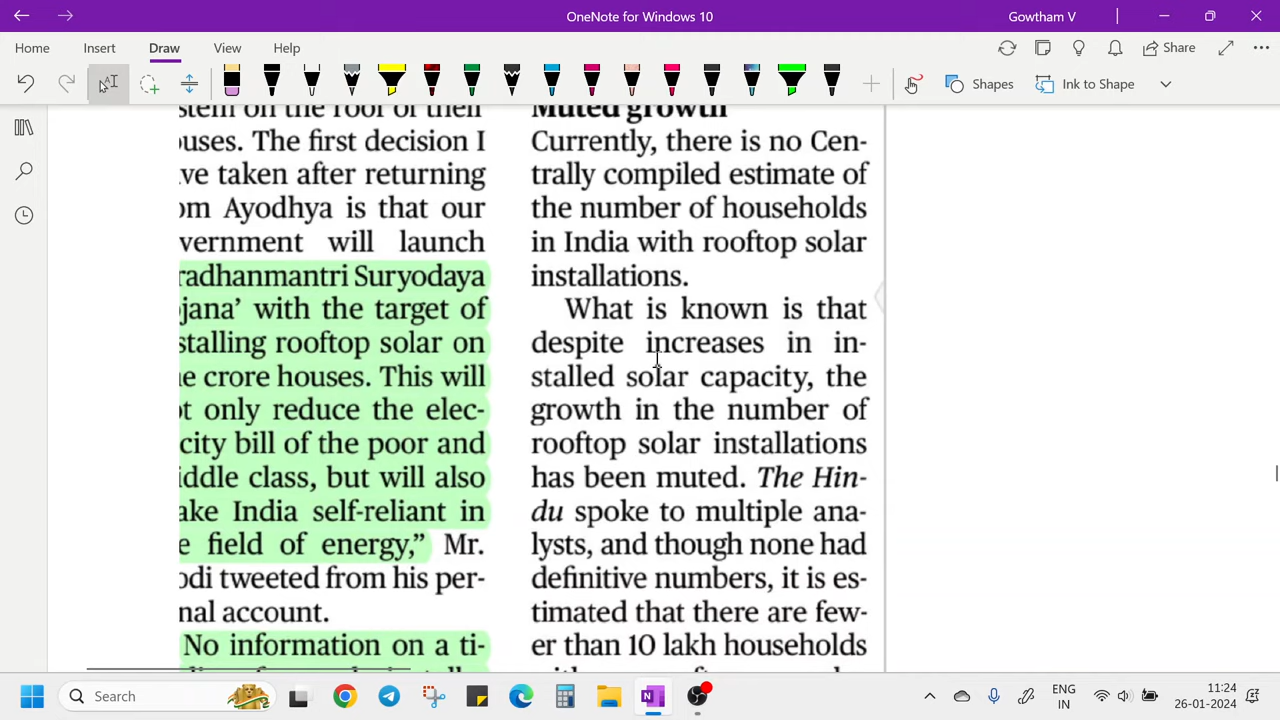 OneNote for Windows 10
Gowtham V
Home
Insert
Draw
View
Help
Share
Shapes
Ink to Shape
stem on the roof of their
uses. The first decision I
ve taken after returning
om Ayodhya is that our
vernment will launch
radhanmantri Suryodaya
jana’ with the target of
stalling rooftop solar on
e crore houses. This will
t only reduce the elec-
city bill of the poor and
iddle class, but will also
ake India self-reliant in
e field of energy,” Mr.
odi tweeted from his per-
nal account.
No information on a ti-
Muted growth
Currently, there is no Cen-
trally compiled estimate of
the number of households
in India with rooftop solar
installations.
What is known is that
despite increases in in-
stalled solar capacity, the
growth in the number of
rooftop solar installations
has been muted. The Hin-
du spoke to multiple ana-
lysts, and though none had
definitive numbers, it is es-
timated that there are few-
er than 10 lakh households
Search
ENG
IN
11:24
26-01-2024